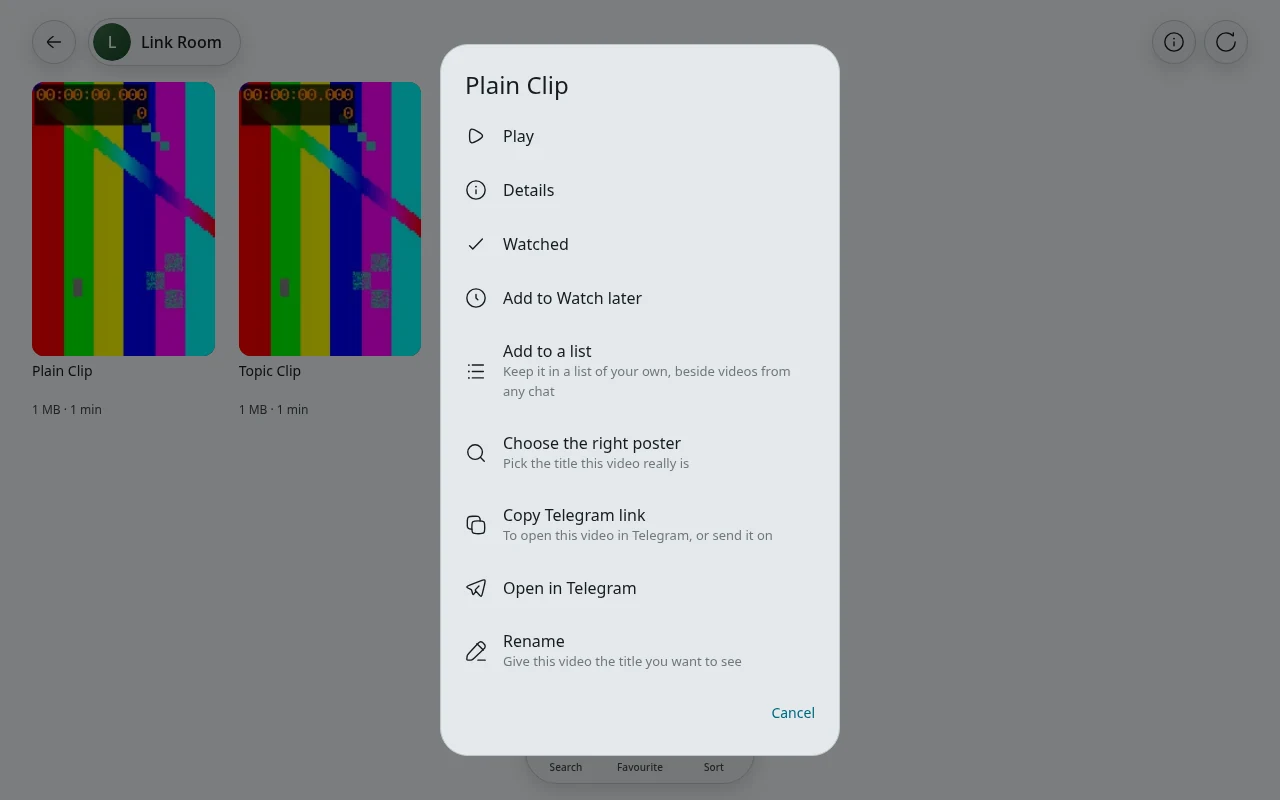 L
Link Room
00:00:00.000
0
00:00:00.000
0
Plain Clip
1 MB · 1 min
Topic Clip
1 MB · 1 min
Plain Clip
Play
Details
Watched
Add to Watch later
Add to a list
Keep it in a list of your own, beside videos from
any chat
Choose the right poster
Pick the title this video really is
Copy Telegram link
To open this video in Telegram, or send it on
Open in Telegram
Rename
Give this video the title you want to see
Cancel
Search
Favourite
Sort